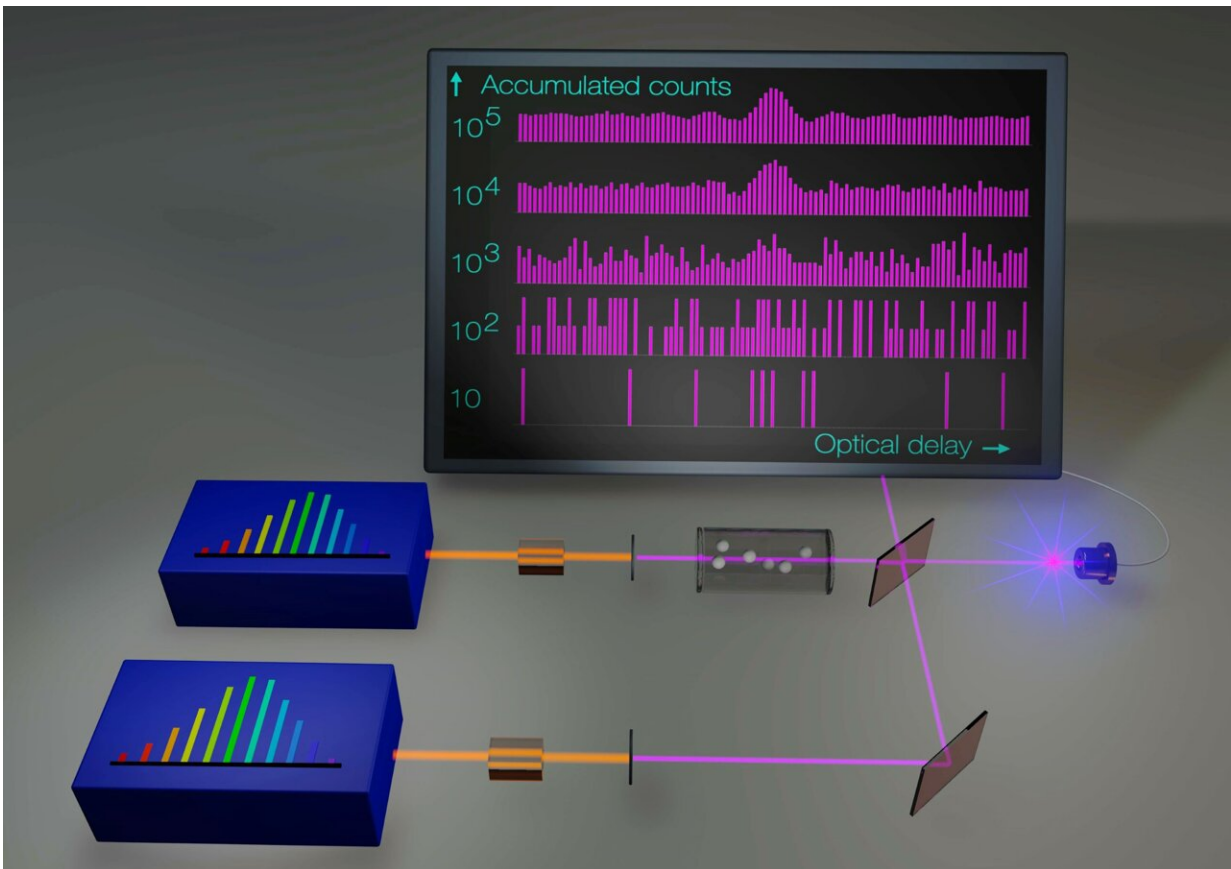 ↑ Accumulated counts
10⁵
10⁴
10³
10²
10
Optical delay →